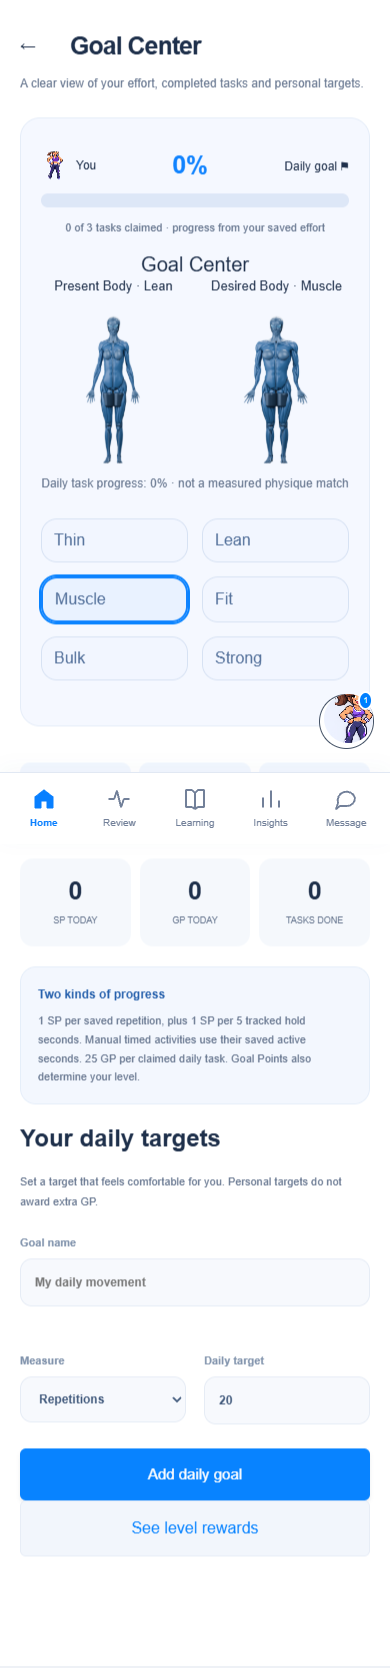 ← Goal Center
A clear view of your effort, completed tasks and personal targets.
You 0% Daily goal ⚑
0 of 3 tasks claimed · progress from your saved effort
Goal Center
Present Body · Lean Desired Body · Muscle
Daily task progress: 0% · not a measured physique match
Thin Lean
Muscle Fit
Bulk Strong
1
Home Review Learning Insights Message
0 0 0
SP TODAY GP TODAY TASKS DONE
Two kinds of progress
1 SP per saved repetition, plus 1 SP per 5 tracked hold
seconds. Manual timed activities use their saved active
seconds. 25 GP per claimed daily task. Goal Points also
determine your level.
Your daily targets
Set a target that feels comfortable for you. Personal targets do not
award extra GP.
Goal name
My daily movement
Measure Daily target
Repetitions 20
Add daily goal
See level rewards